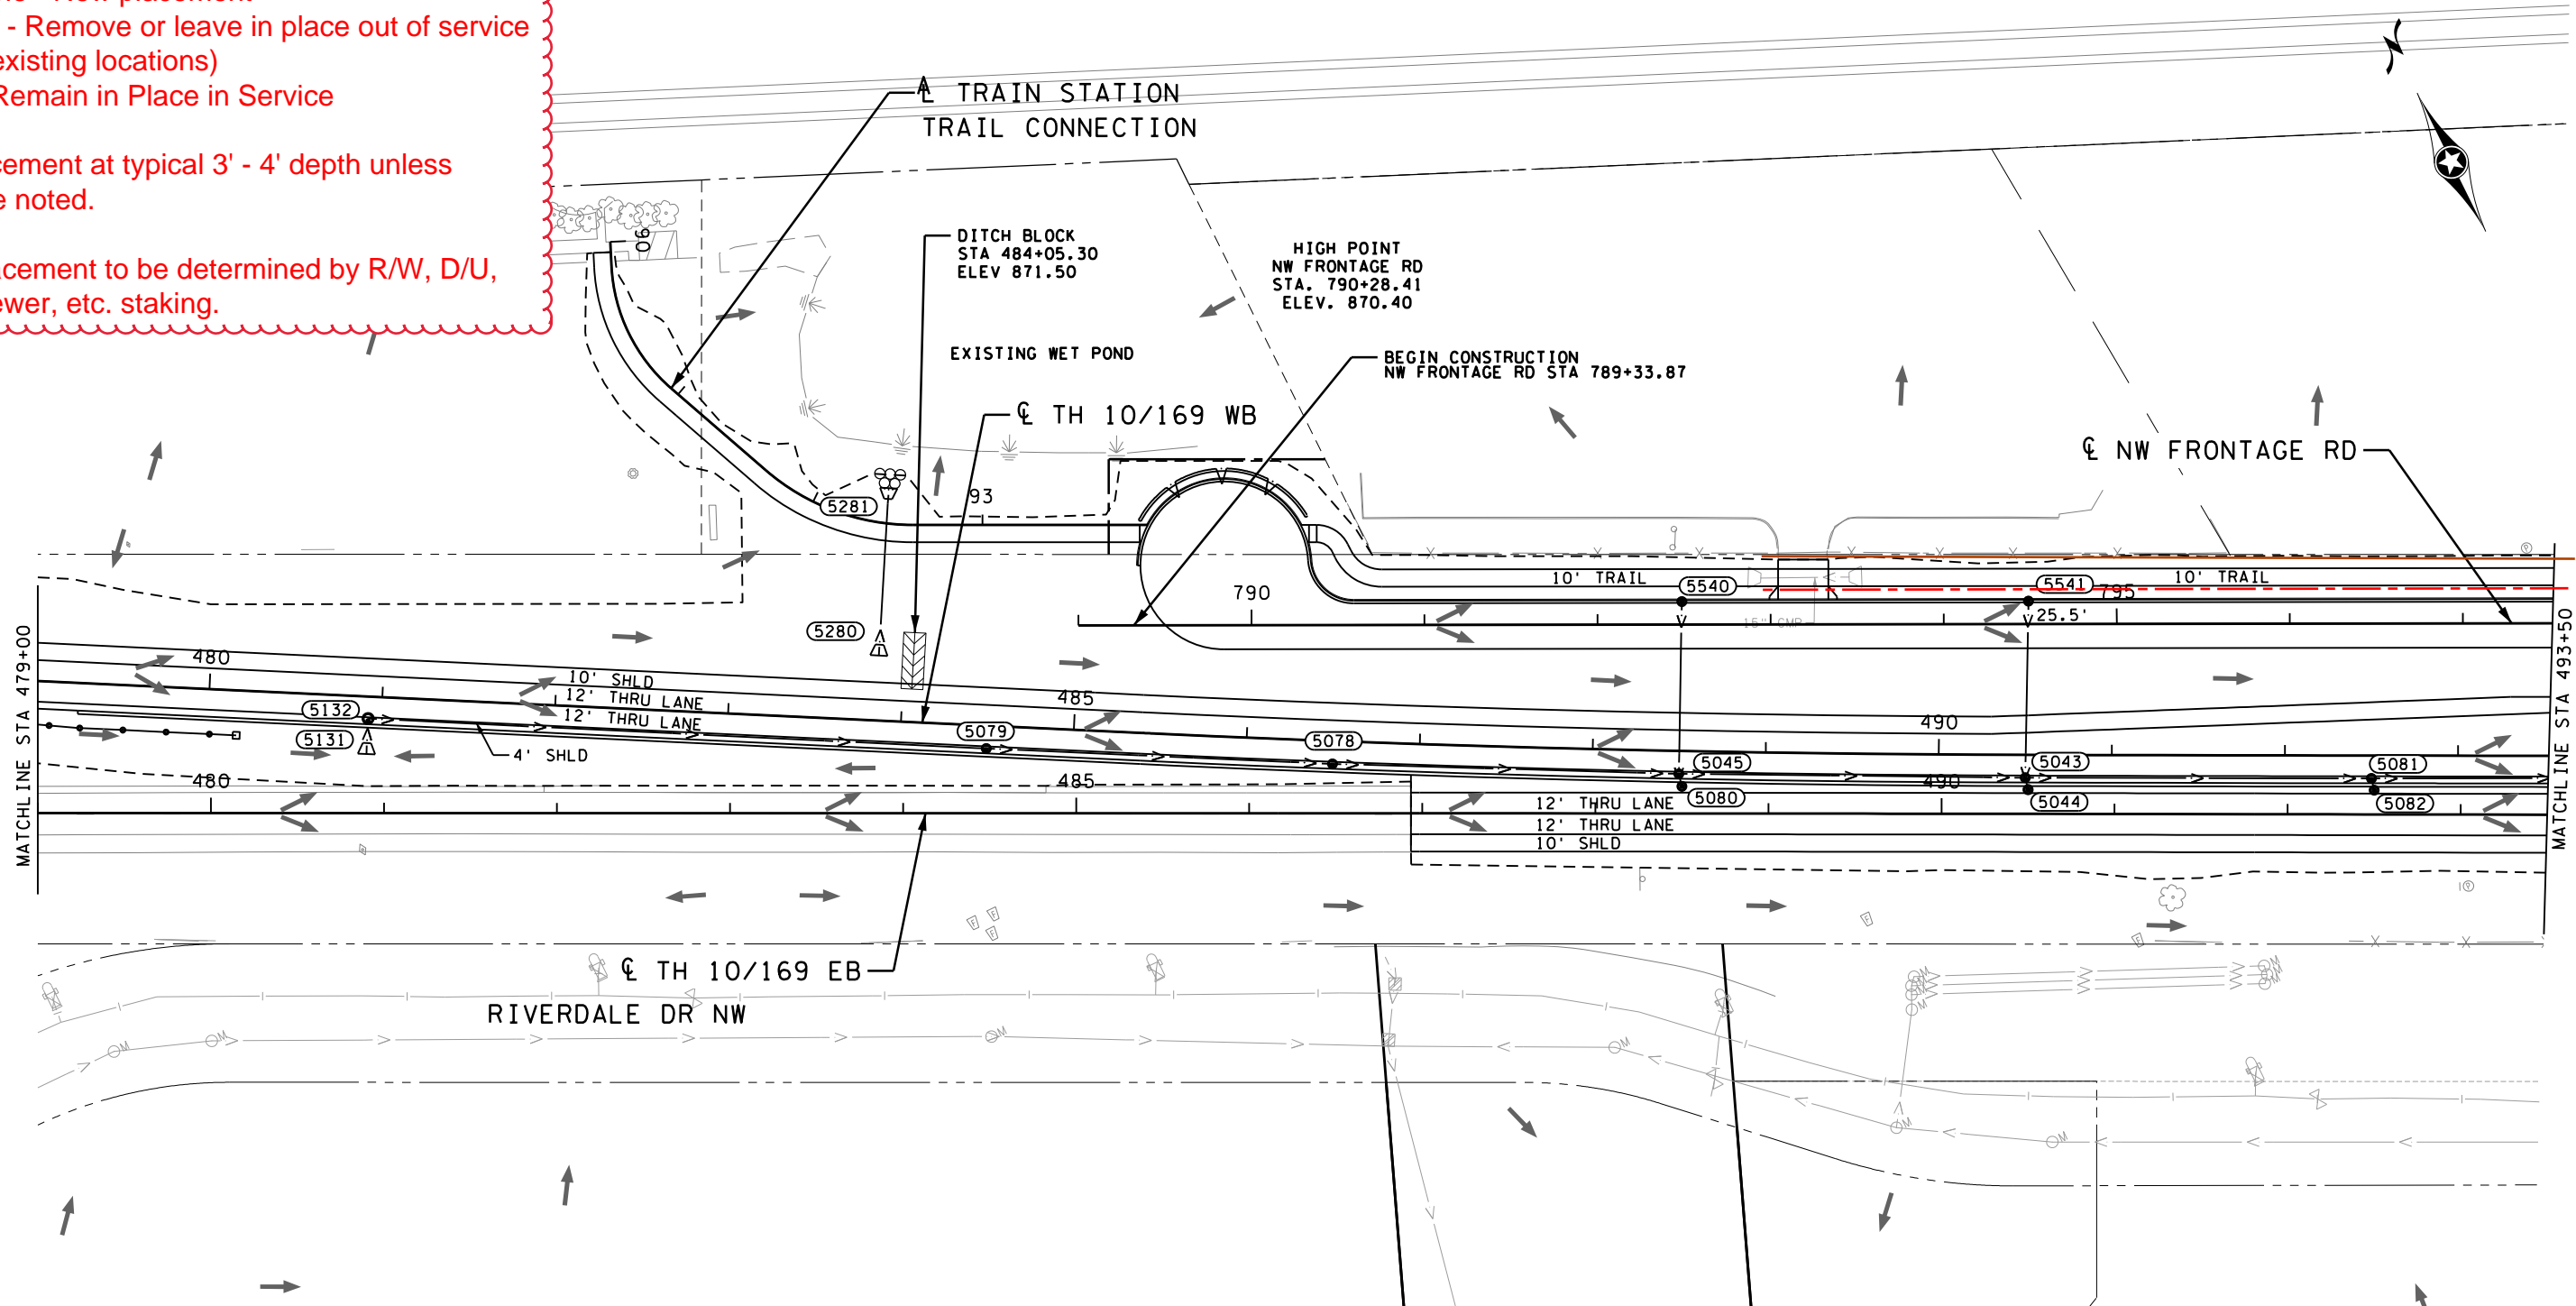 - Remove or leave in place out of service
existing locations)
Remain in Place in Service
cement at typical 3' - 4' depth unless
e noted.
acement to be determined by R/W, D/U,
ewer, etc. staking.
TRAIN STATION
TRAIL CONNECTION
90
DITCH BLOCK
STA 484+05.30
ELEV 871.50
HIGH POINT
NW FRONTAGE RD
STA. 790+28.41
ELEV. 870.40
EXISTING WET POND
BEGIN CONSTRUCTION
NW FRONTAGE RD STA 789+33.87
℄ TH 10/169 WB
℄ NW FRONTAGE RD
93
5281
10' TRAIL
5540
5541
795
10' TRAIL
790
25.5'
15" CMP
5280
MATCHLINE STA 479+00
MATCHLINE STA 493+50
480
10' SHLD
12' THRU LANE
12' THRU LANE
485
490
5132
5131
4' SHLD
5079
5078
5045
5043
5081
480
485
490
5080
5044
5082
12' THRU LANE
12' THRU LANE
10' SHLD
℄ TH 10/169 EB
RIVERDALE DR NW